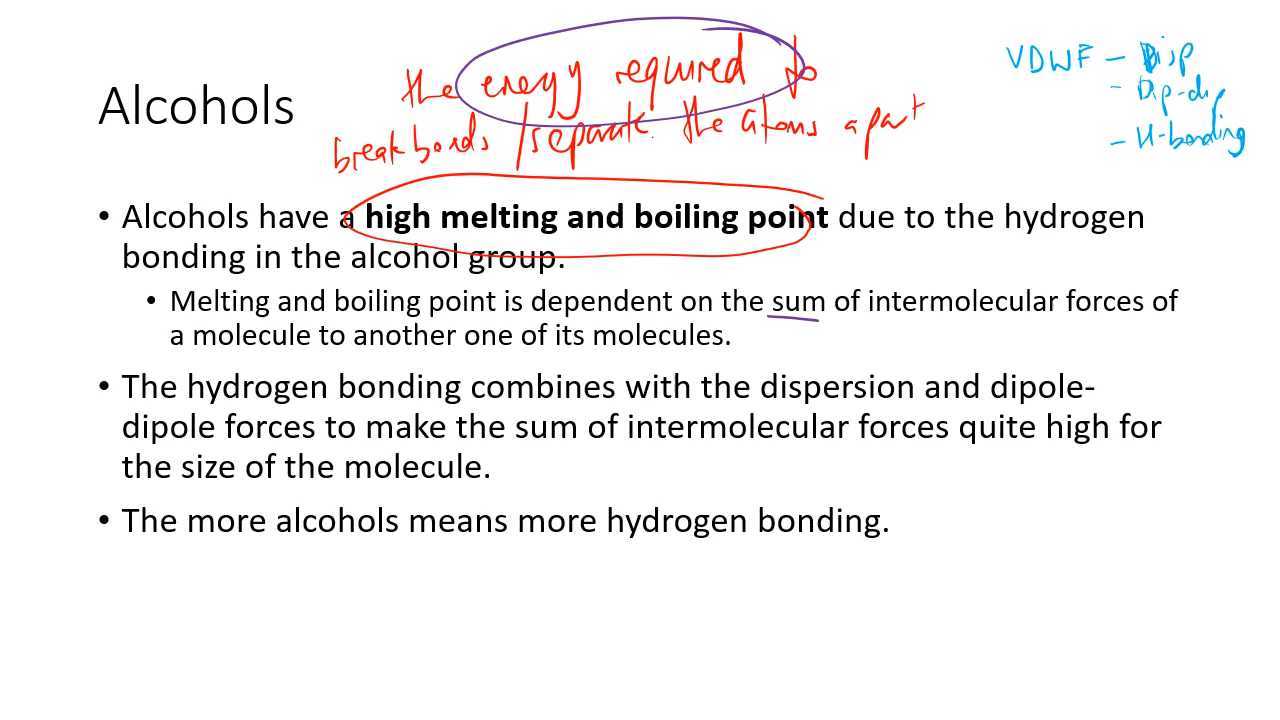 the energy required to
break bonds / separate the atoms apart
VDWF - Disp
- Dip-dip
- H-bonding
Alcohols
• Alcohols have a high melting and boiling point due to the hydrogen
bonding in the alcohol group.
• Melting and boiling point is dependent on the sum of intermolecular forces of
a molecule to another one of its molecules.
• The hydrogen bonding combines with the dispersion and dipole-
dipole forces to make the sum of intermolecular forces quite high for
the size of the molecule.
• The more alcohols means more hydrogen bonding.